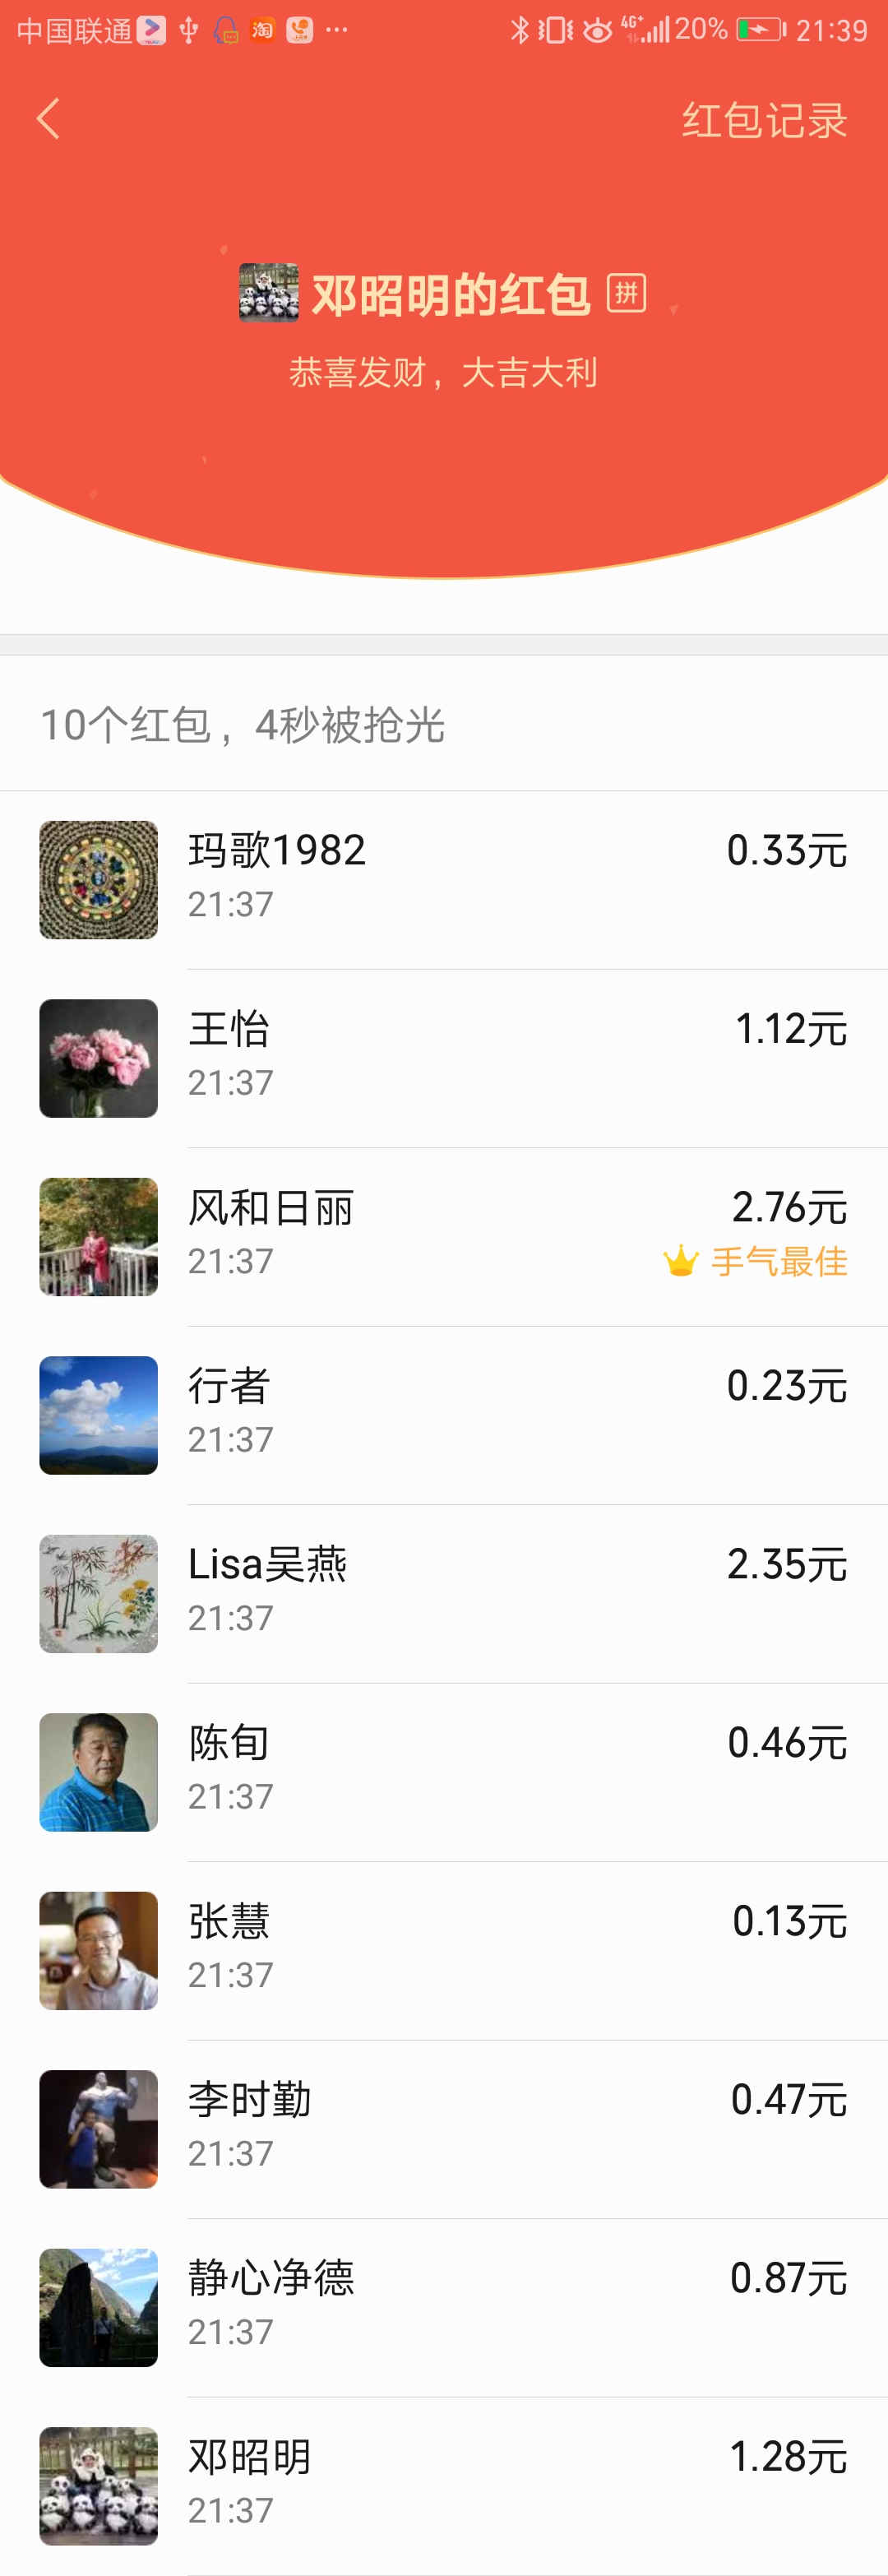 中国联通 淘 ··· 4G+ 20% 21:39
红包记录
邓昭明的红包 拼
恭喜发财，大吉大利
10个红包，4秒被抢光
玛歌1982 0.33元
21:37
王怡 1.12元
21:37
风和日丽 2.76元
21:37 手气最佳
行者 0.23元
21:37
Lisa吴燕 2.35元
21:37
陈旬 0.46元
21:37
张慧 0.13元
21:37
李时勤 0.47元
21:37
静心净德 0.87元
21:37
邓昭明 1.28元
21:37